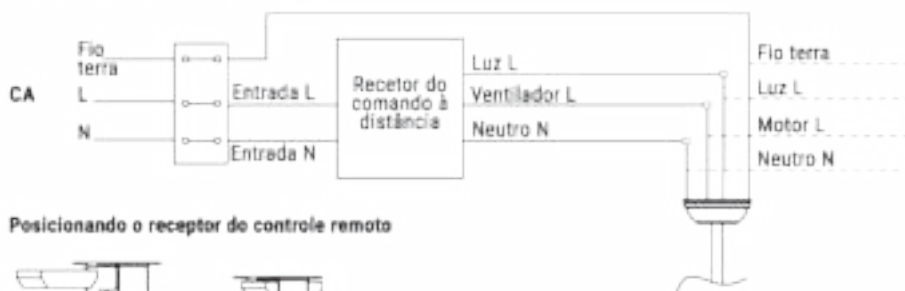 Fio terra
CA
L
N
Entrada L
Entrada N
Recetor do
comando à
distância
Luz L
Ventilador L
Neutro N
Fio terra
Luz L
Motor L
Neutro N
Posicionando o receptor do controle remoto